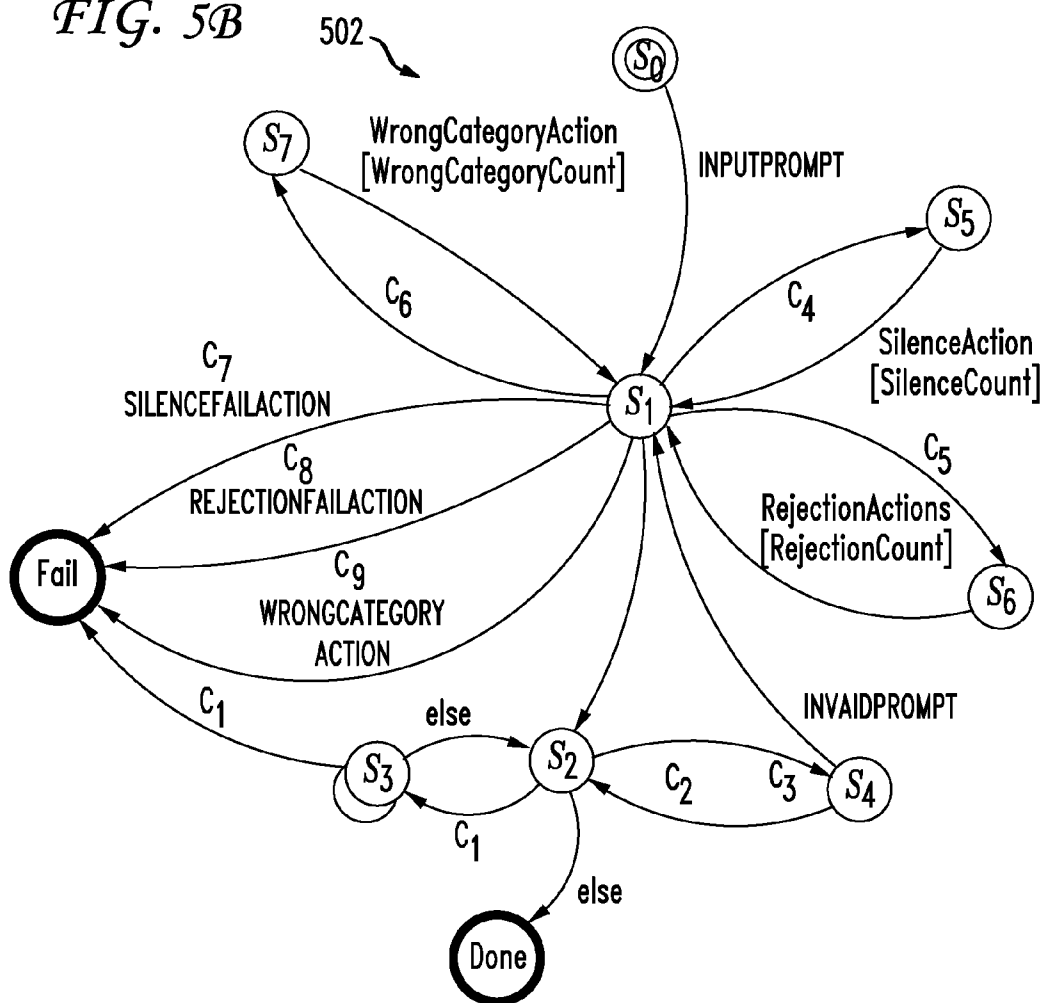 FIG. 5B
502
S0
S7
WrongCategoryAction
[WrongCategoryCount]
INPUTPROMPT
S5
C6
C4
SilenceAction
[SilenceCount]
C7
SILENCEFAILACTION
S1
C8
REJECTIONFAILACTION
C5
RejectionActions
[RejectionCount]
Fail
C9
WRONGCATEGORY
ACTION
S6
C1
else
INVAIDPROMPT
S3
S2
C2
C3
S4
C1
else
Done